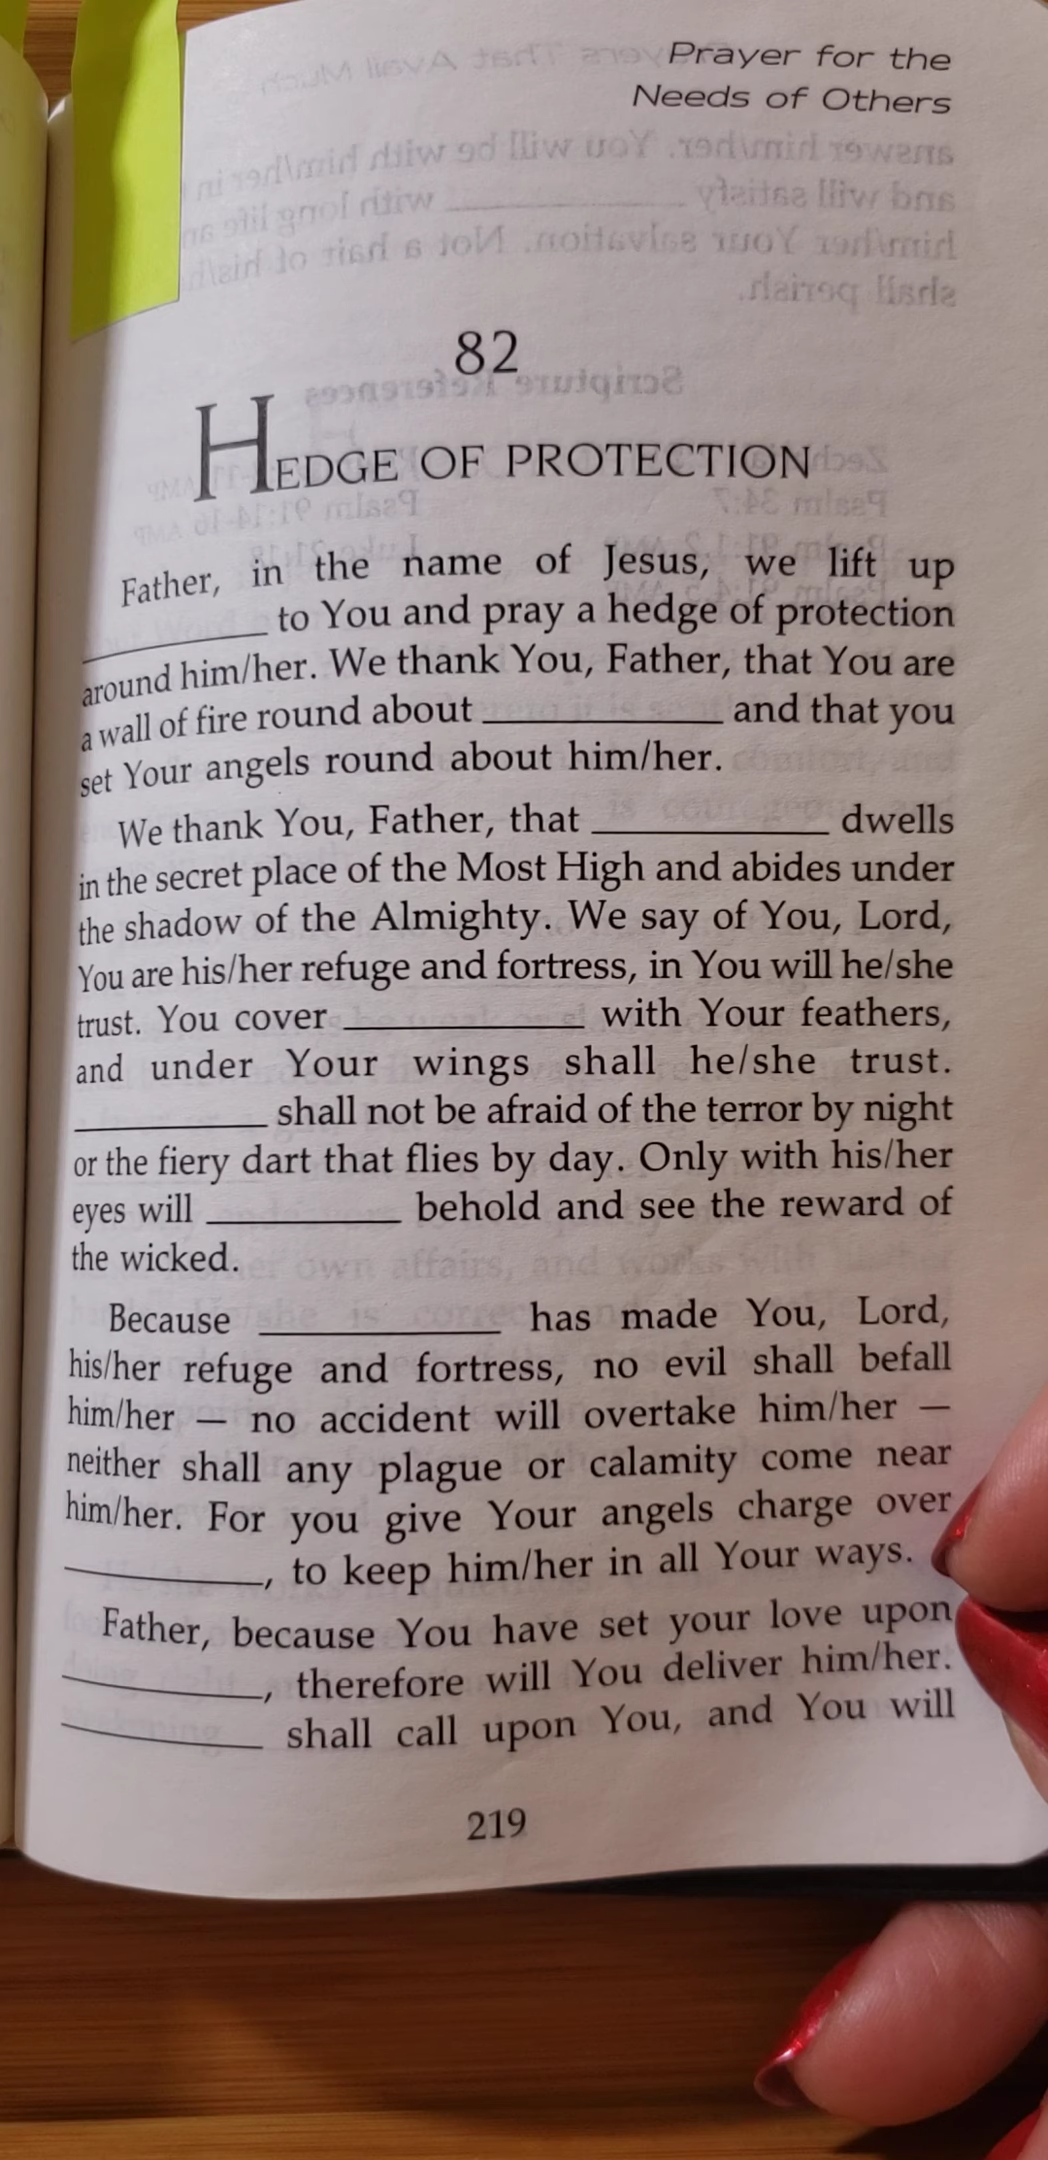 Prayer for the
Needs of Others
82
HEDGE OF PROTECTION
Father, in the name of Jesus, we lift up
__________ to You and pray a hedge of protection
around him/her. We thank You, Father, that You are
a wall of fire round about __________ and that you
set Your angels round about him/her.
We thank You, Father, that __________ dwells
in the secret place of the Most High and abides under
the shadow of the Almighty. We say of You, Lord,
You are his/her refuge and fortress, in You will he/she
trust. You cover __________ with Your feathers,
and under Your wings shall he/she trust.
__________ shall not be afraid of the terror by night
or the fiery dart that flies by day. Only with his/her
eyes will __________ behold and see the reward of
the wicked.
Because __________ has made You, Lord,
his/her refuge and fortress, no evil shall befall
him/her — no accident will overtake him/her —
neither shall any plague or calamity come near
him/her. For you give Your angels charge over
__________, to keep him/her in all Your ways.
Father, because You have set your love upon
__________, therefore will You deliver him/her.
__________ shall call upon You, and You will
219